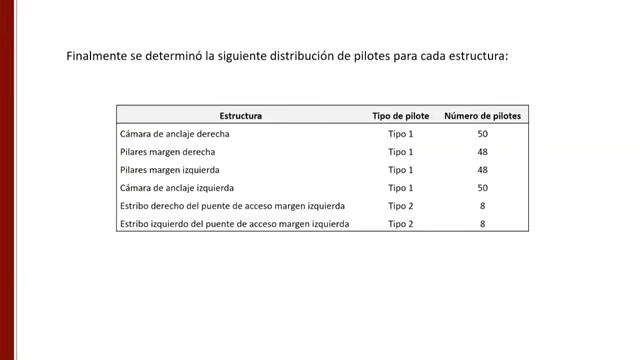 Finalmente se determinó la siguiente distribución de pilotes para cada estructura:
Estructura Tipo de pilote Número de pilotes
Cámara de anclaje derecha Tipo 1 50
Pilares margen derecha Tipo 1 48
Pilares margen izquierda Tipo 1 48
Cámara de anclaje izquierda Tipo 1 50
Estribo derecho del puente de acceso margen izquierda Tipo 2 8
Estribo izquierdo del puente de acceso margen izquierda Tipo 2 8